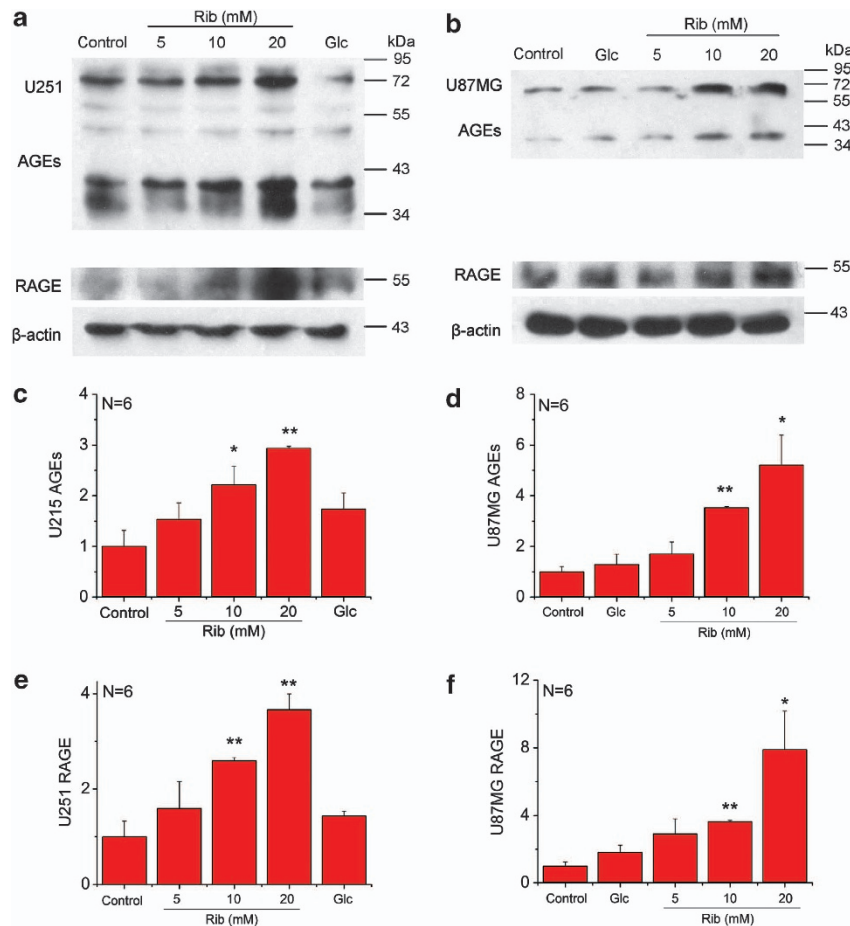 a
Rib (mM)
Control 5 10 20 Glc kDa
U251
AGEs
95
72
55
43
34
RAGE
55
β-actin
43
b
Rib (mM)
Control Glc 5 10 20 kDa
U87MG
AGEs
95
72
55
43
34
RAGE
55
β-actin
43
c
N=6
U215 AGEs
4
3
2
1
0
*
**
Control 5 10 20 Glc
Rib (mM)
d
N=6
U87MG AGEs
8
6
4
2
0
**
*
Control Glc 5 10 20
Rib (mM)
e
N=6
U251 RAGE
4
2
0
**
**
Control 5 10 20 Glc
Rib (mM)
f
N=6
U87MG RAGE
12
8
4
0
**
*
Control Glc 5 10 20
Rib (mM)